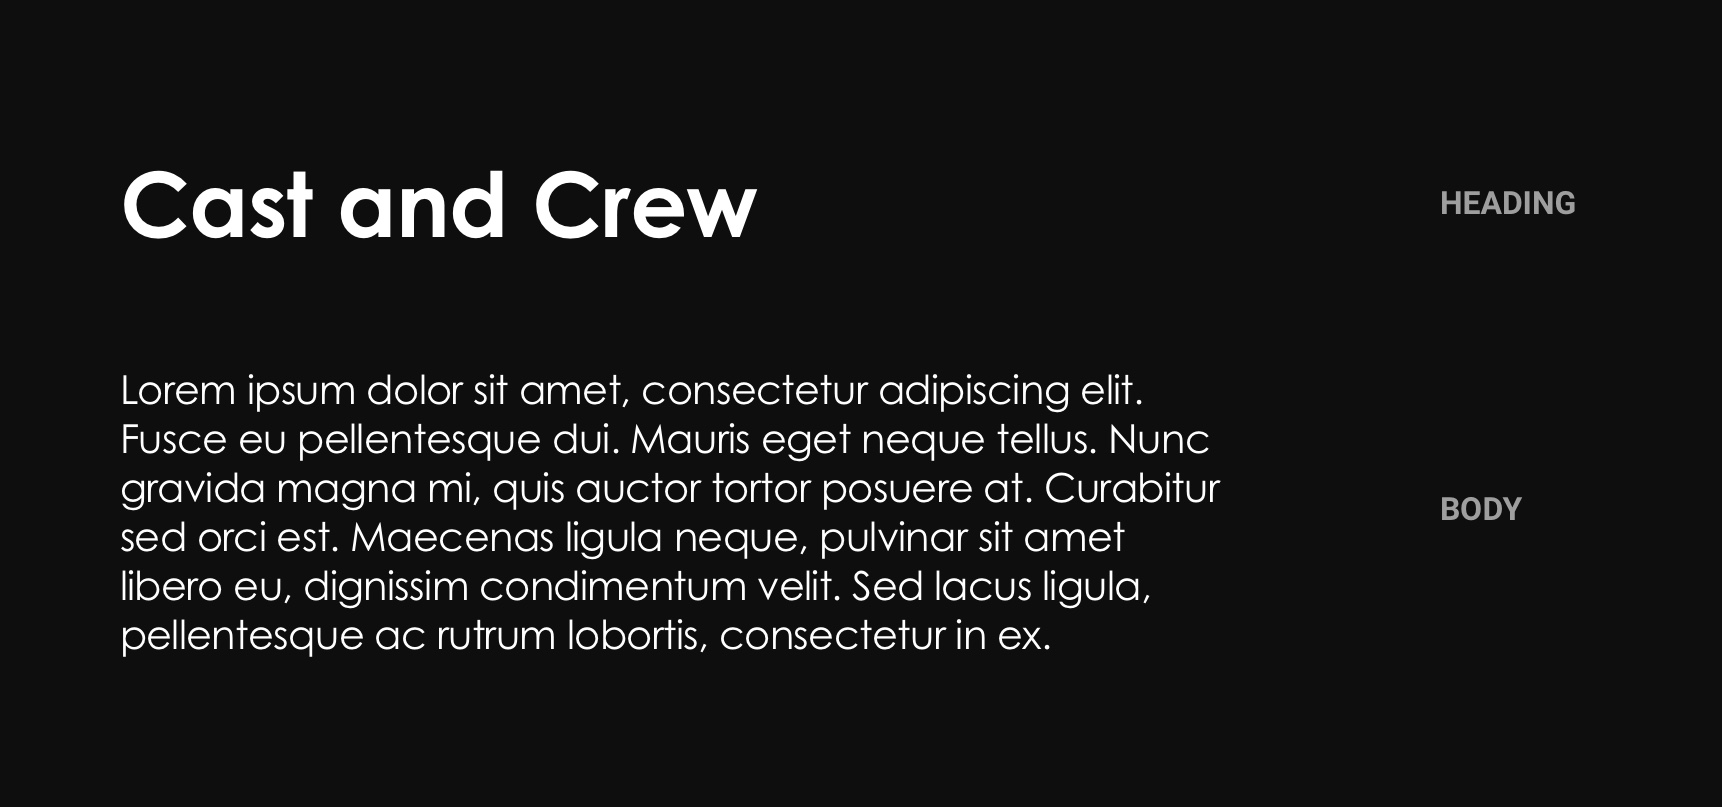 Cast and Crew
HEADING
Lorem ipsum dolor sit amet, consectetur adipiscing elit.
Fusce eu pellentesque dui. Mauris eget neque tellus. Nunc
gravida magna mi, quis auctor tortor posuere at. Curabitur
sed orci est. Maecenas ligula neque, pulvinar sit amet
libero eu, dignissim condimentum velit. Sed lacus ligula,
pellentesque ac rutrum lobortis, consectetur in ex.
BODY